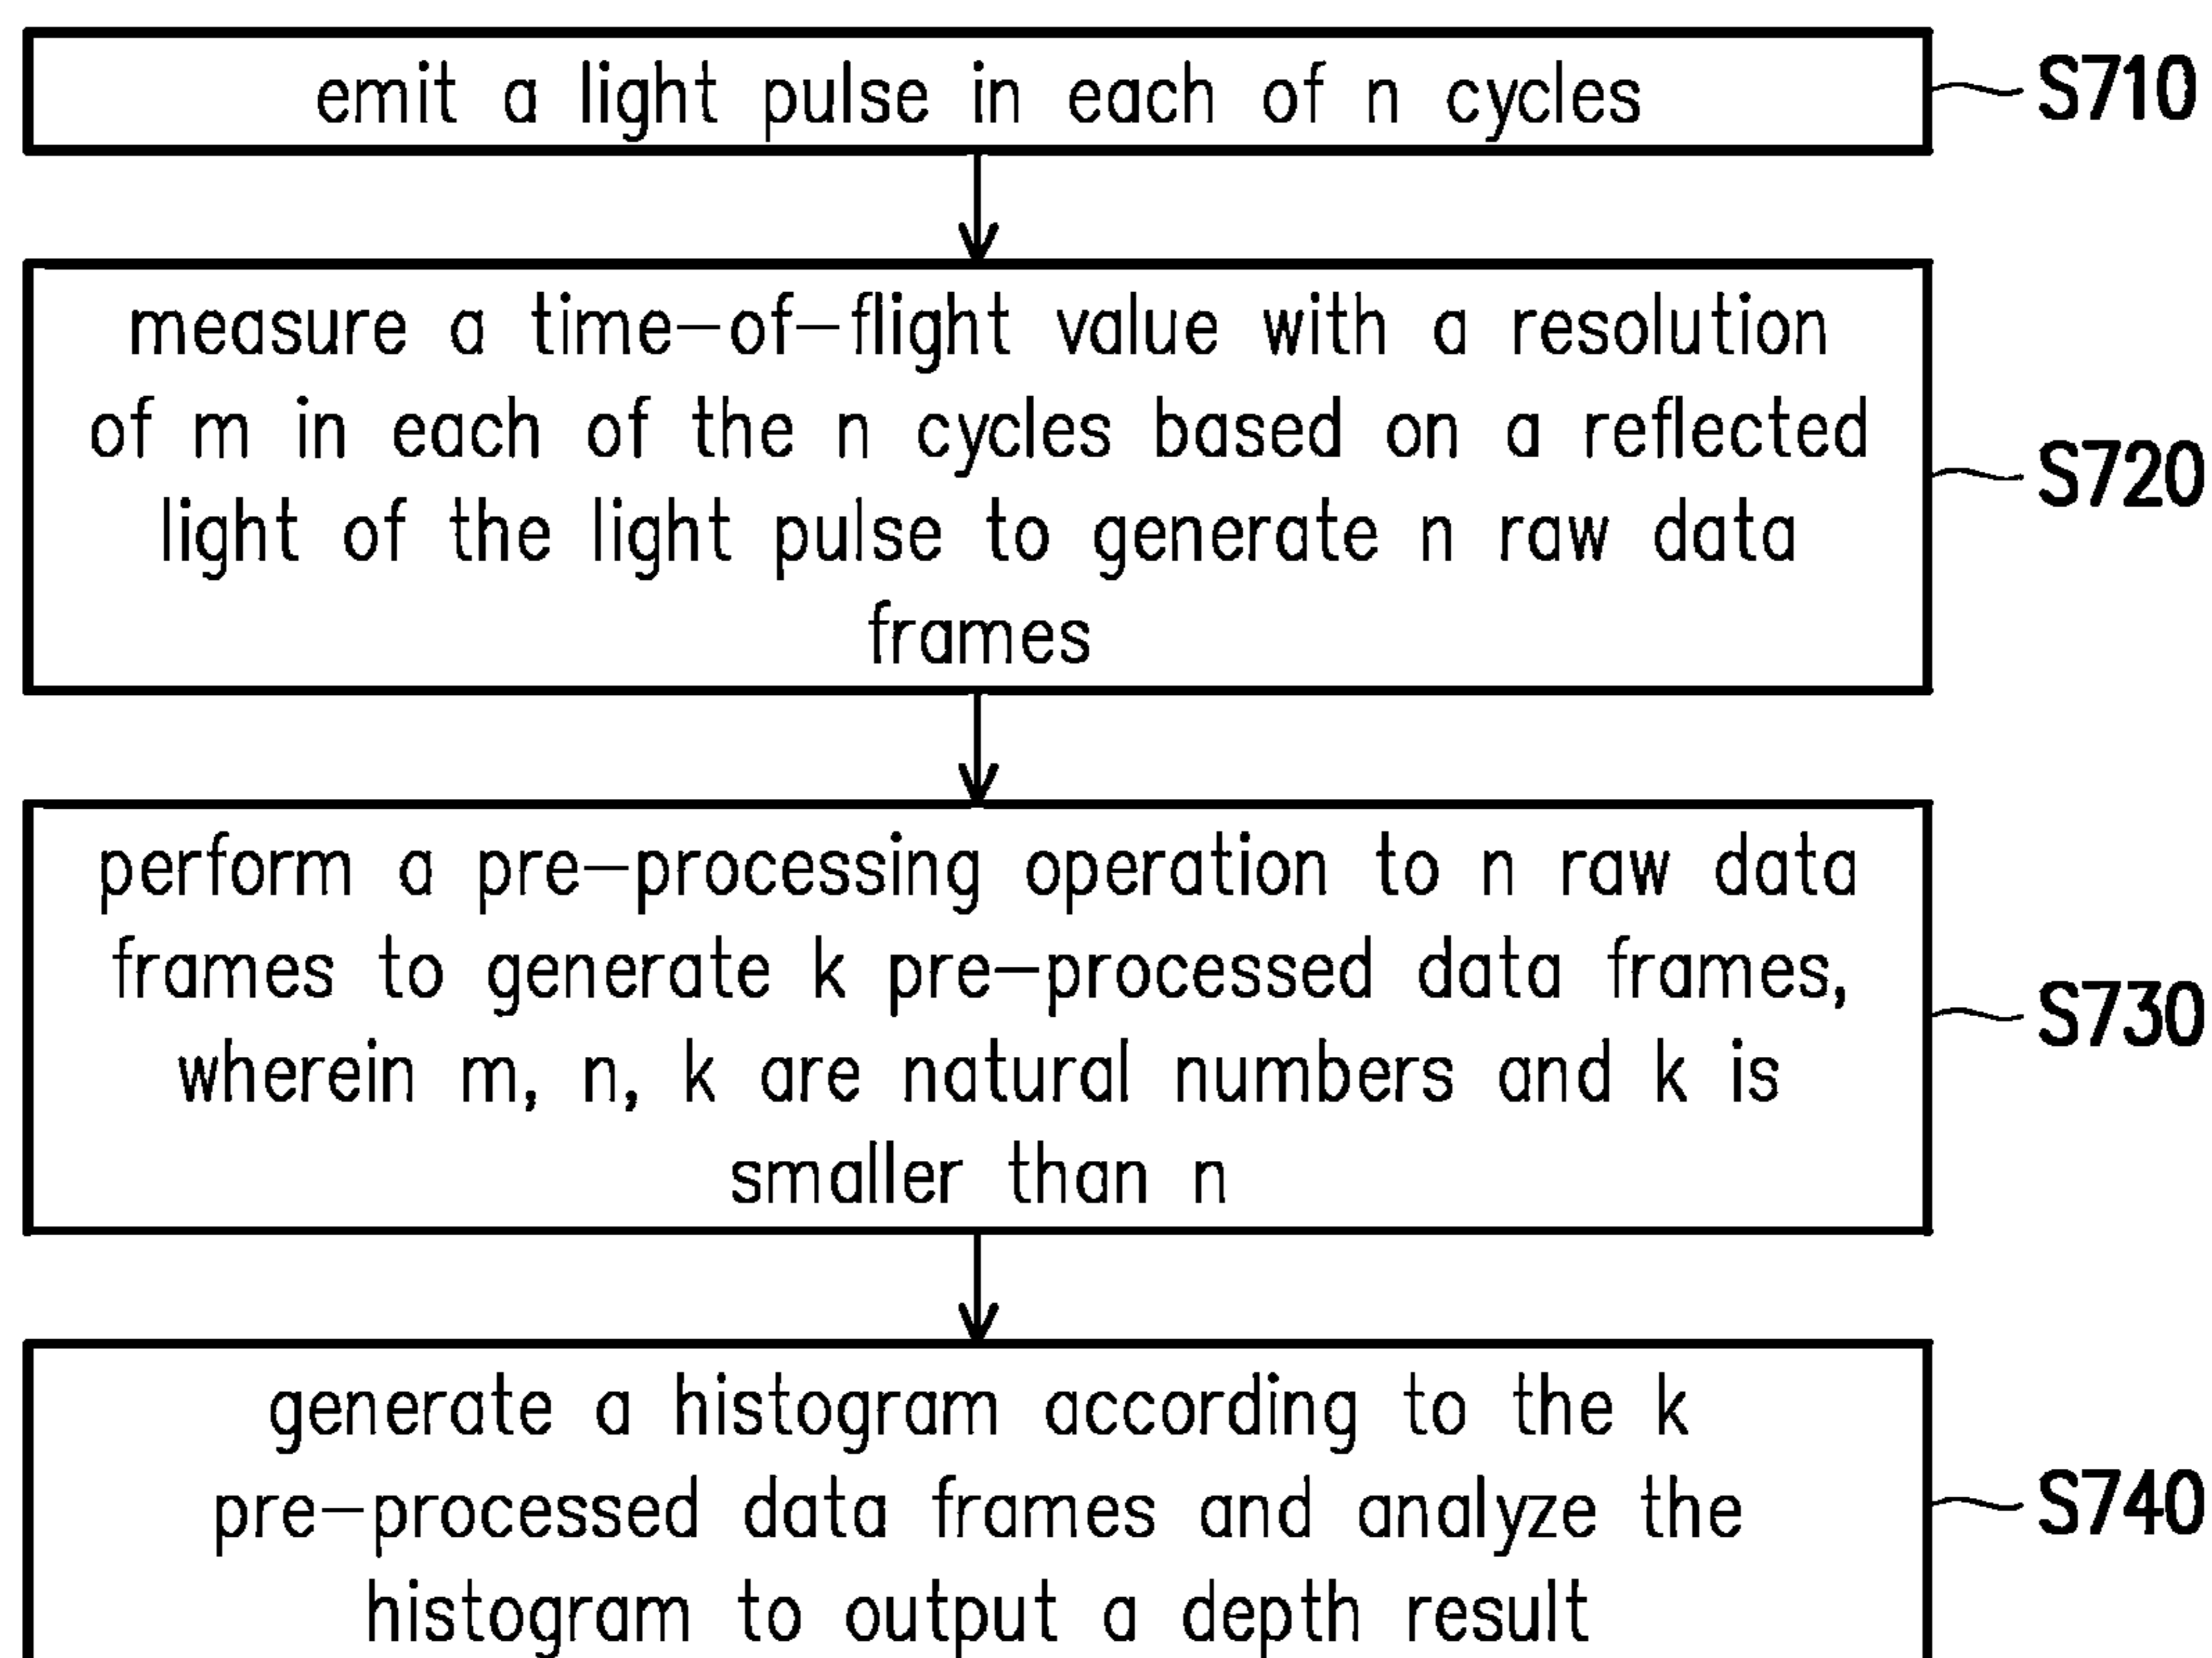 emit a light pulse in each of n cycles
S710
measure a time-of-flight value with a resolution
of m in each of the n cycles based on a reflected
light of the light pulse to generate n raw data
frames
S720
perform a pre-processing operation to n raw data
frames to generate k pre-processed data frames,
wherein m, n, k are natural numbers and k is
smaller than n
S730
generate a histogram according to the k
pre-processed data frames and analyze the
histogram to output a depth result
S740